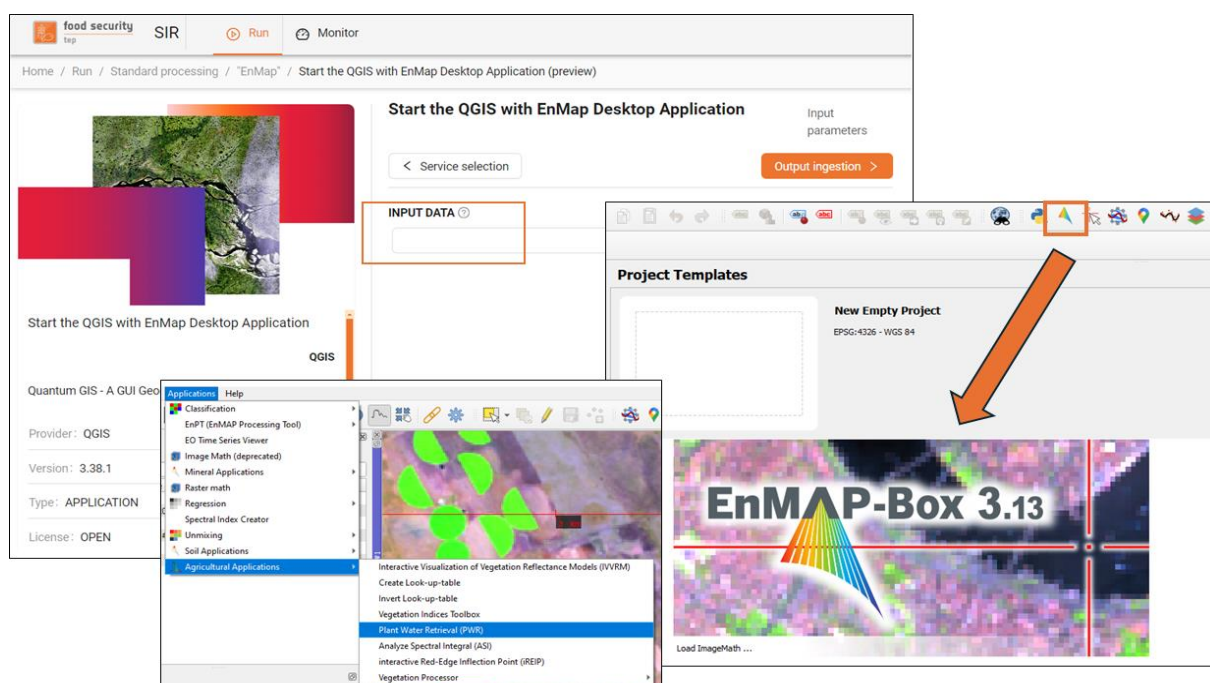 food security
tep
SIR
Run
Monitor
Home / Run / Standard processing / "EnMap" / Start the QGIS with EnMap Desktop Application (preview)
Start the QGIS with EnMap Desktop Application
Input
parameters
< Service selection
Output ingestion >
INPUT DATA
Start the QGIS with EnMap Desktop Application
QGIS
Quantum GIS - A GUI Geo
Provider: QGIS
Version: 3.38.1
Type: APPLICATION
License: OPEN
Project Templates
New Empty Project
EPSG:4326 - WGS 84
EnMAP-Box 3.13
Load ImageMath ...
Applications Help
Classification
EnPT (EnMAP Processing Tool)
EO Time Series Viewer
Image Math (deprecated)
Mineral Applications
Raster math
Regression
Spectral Index Creator
Unmixing
Soil Applications
Agricultural Applications
Interactive Visualization of Vegetation Reflectance Models (IVVRM)
Create Look-up-table
Invert Look-up-table
Vegetation Indices Toolbox
Plant Water Retrieval (PWR)
Analyze Spectral Integral (ASI)
interactive Red-Edge Inflection Point (iREIP)
Vegetation Processor